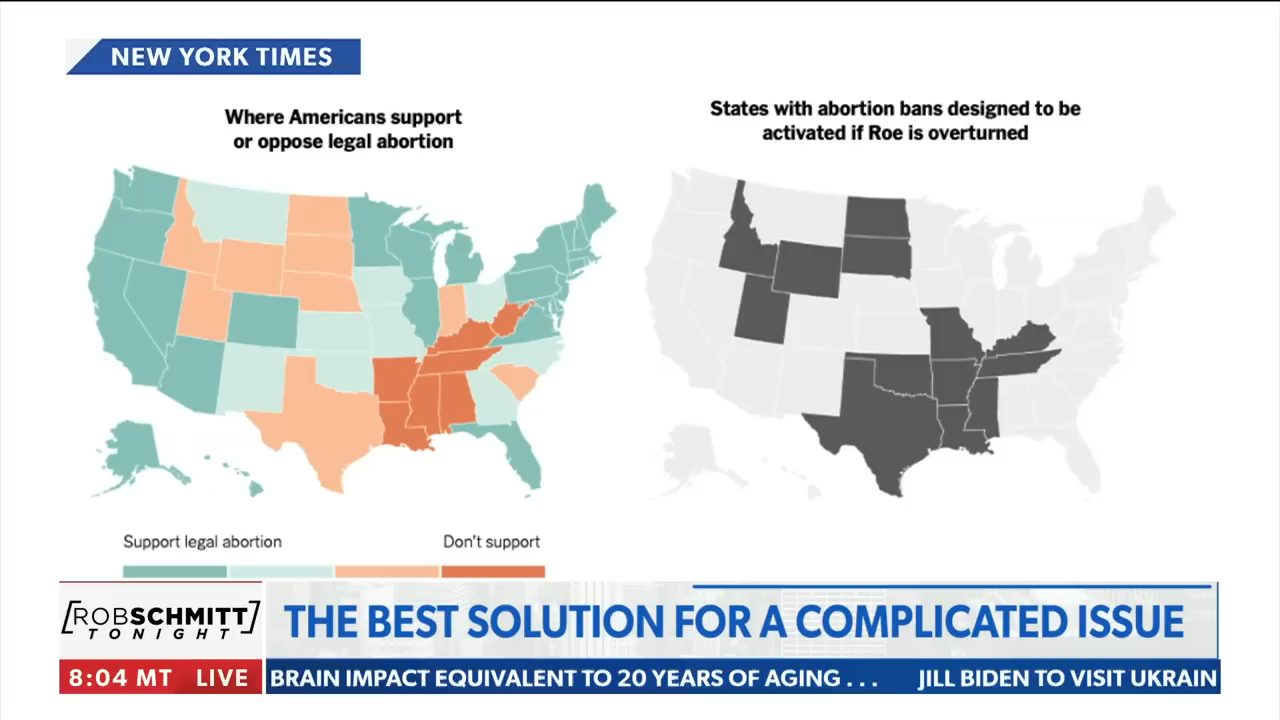 NEW YORK TIMES
Where Americans support
or oppose legal abortion
States with abortion bans designed to be
activated if Roe is overturned
Support legal abortion
Don't support
[ROBSCHMITT]
TONIGHT
THE BEST SOLUTION FOR A COMPLICATED ISSUE
8:04 MT LIVE
BRAIN IMPACT EQUIVALENT TO 20 YEARS OF AGING . . . JILL BIDEN TO VISIT UKRAIN